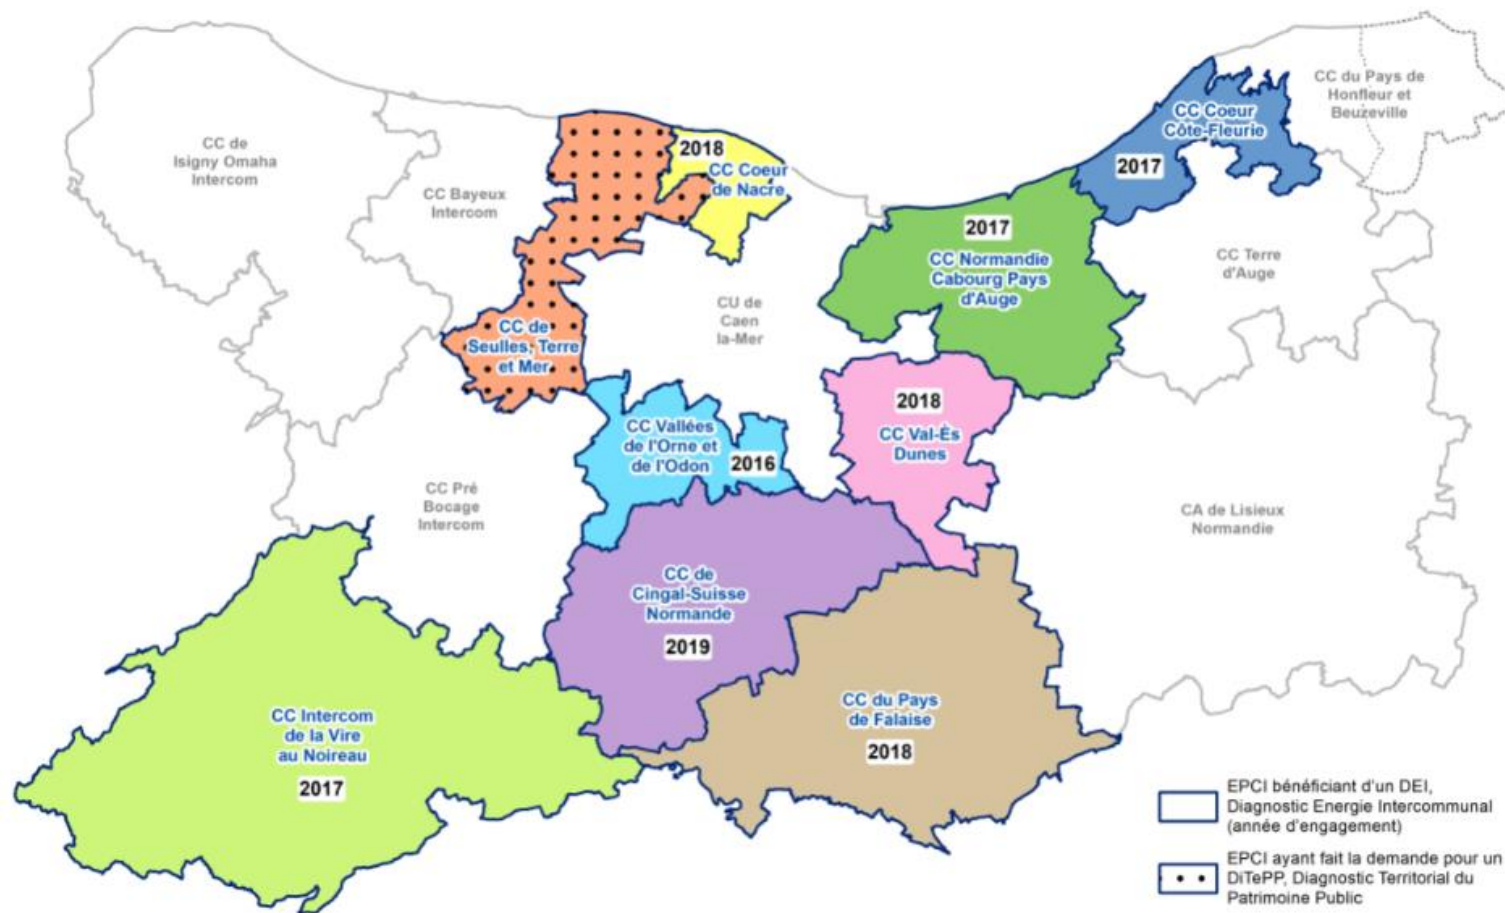 CC du Pays de
Honfleur et
Beuzeville
CC Coeur
Côte-Fleurie
2017
CC de
Isigny Omaha
Intercom
2018
CC Coeur
de Nacre
CC Bayeux
Intercom
2017
CC Normandie
Cabourg Pays
d'Auge
CC Terre
d'Auge
CU de
Caen
la-Mer
CC de
Seulles, Terre
et Mer
2018
CC Val-Ès
Dunes
CC Vallées
de l'Orne et
de l'Odon
2016
CC Pré
Bocage
Intercom
CA de Lisieux
Normandie
CC de
Cingal-Suisse
Normande
2019
CC du Pays
de Falaise
2018
CC Intercom
de la Vire
au Noireau
2017
EPCI bénéficiant d'un DEI,
Diagnostic Energie Intercommunal
(année d'engagement)
EPCI ayant fait la demande pour un
DiTePP, Diagnostic Territorial du
Patrimoine Public